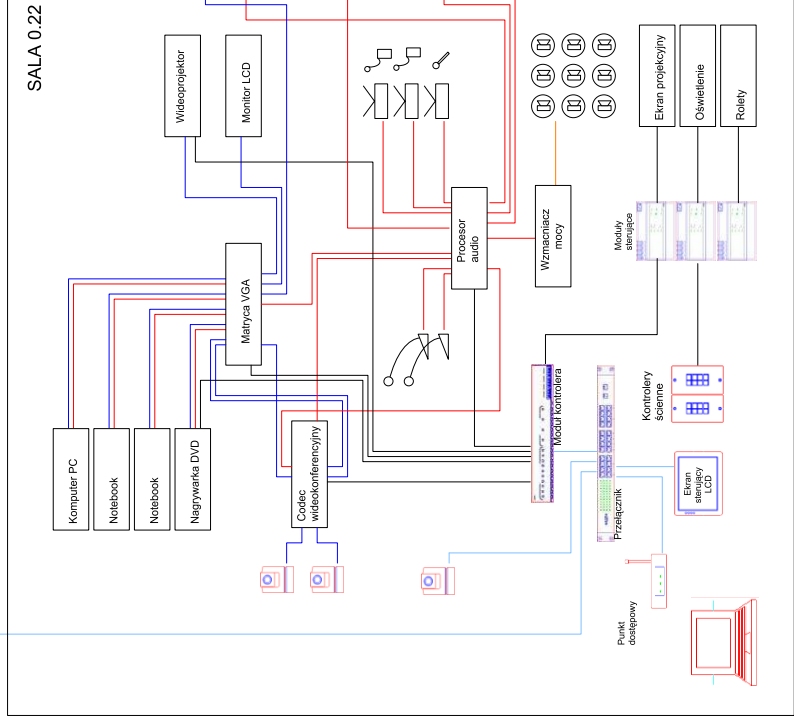 SALA 0.22
Wideoprojektor
Monitor LCD
Ekran projekcyjny
Oświetlenie
Rolety
Procesor
audio
Wzmacniacz
mocy
Moduły
sterujące
Matryca VGA
Komputer PC
Notebook
Notebook
Nagrywarka DVD
Codec
wideokonferencyjny
Moduł kontrolera
Kontrolery
ścienne
Przełącznik
Ekran
sterujący
LCD
Punkt
dostępowy